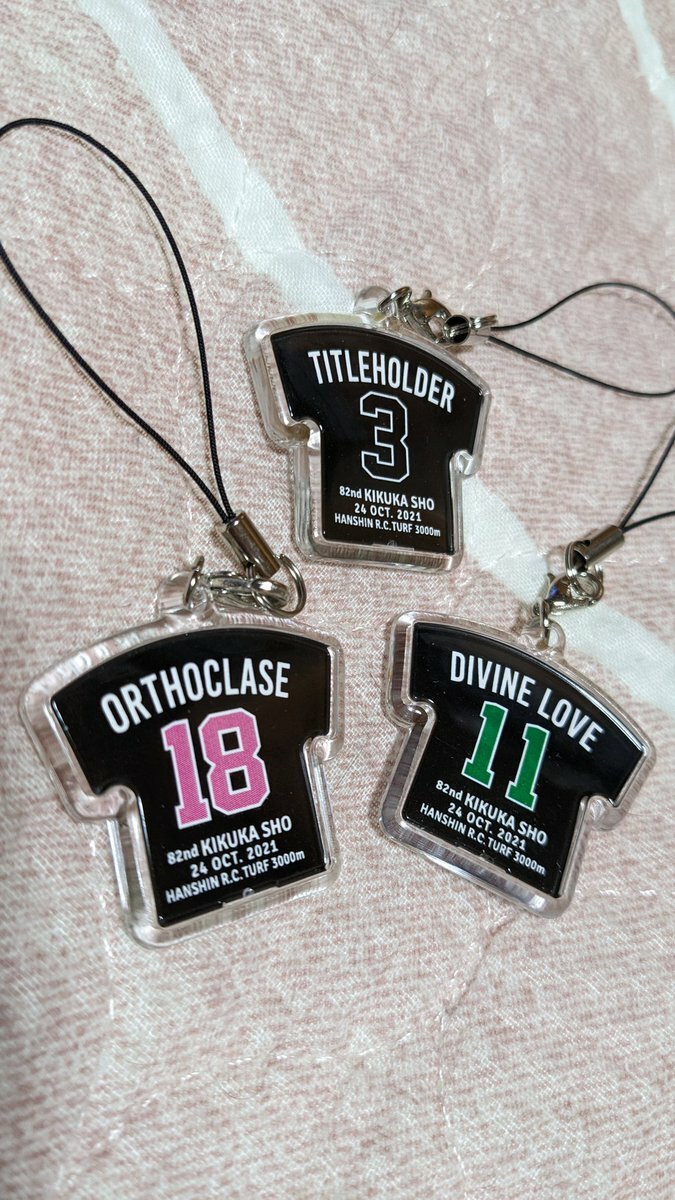 TITLEHOLDER
3
82nd KIKUKA SHO
24 OCT. 2021
HANSHIN R.C. TURF 3000m
ORTHOCLASE
18
82nd KIKUKA SHO
24 OCT. 2021
HANSHIN R.C. TURF 3000m
DIVINE LOVE
11
82nd KIKUKA SHO
24 OCT. 2021
HANSHIN R.C. TURF 3000m